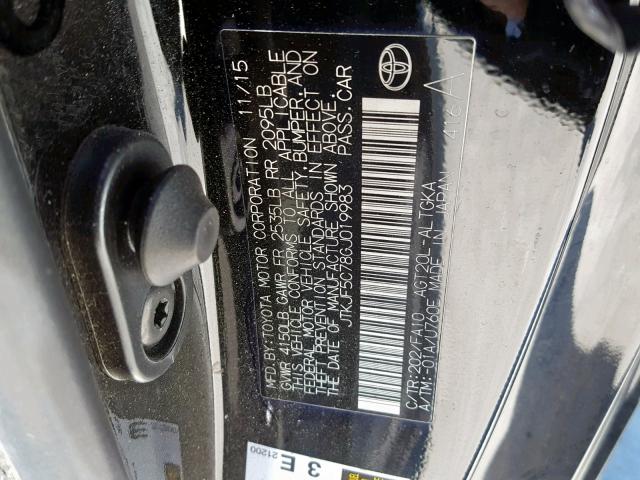 MFD.BY:TOYOTA MOTOR CORPORATION 11/15
GVWR 4150LB GAWR FR 2535LB RR 2095LB
THIS VEHICLE CONFORMS TO ALL APPLICABLE
FEDERAL MOTOR VEHICLE SAFETY, BUMPER, AND
THEFT PREVENTION STANDARDS IN EFFECT ON
THE DATE OF MANUFACTURE SHOWN ABOVE.
JTKJF5C78GJ019983 PASS.CAR
C/TR:202/FA10 AGT20L-ALTGKA
A/TM:-01A/U760E MADE IN JAPAN 416A
3 E
21200